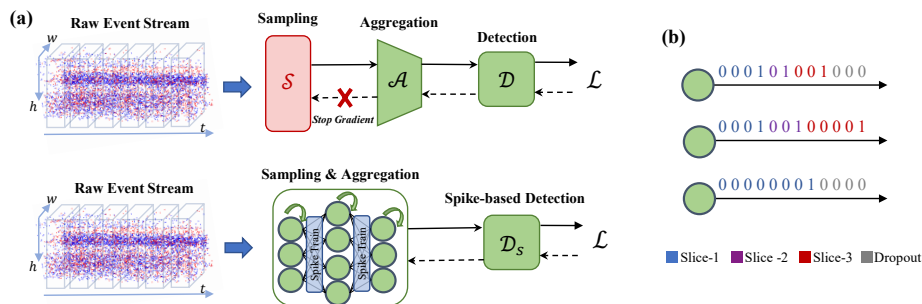 (a)
Raw Event Stream
Sampling
Aggregation
Detection
w
h
t
S
A
D
L
Stop Gradient
Raw Event Stream
Sampling & Aggregation
Spike-based Detection
w
h
t
Spike Train
Spike Train
D_s
L
(b)
0 0 0 1 0 1 0 0 1 0 0 0
0 0 0 1 0 0 1 0 0 0 0 1
0 0 0 0 0 0 0 1 0 0 0 0
Slice-1 Slice -2 Slice-3 Dropout